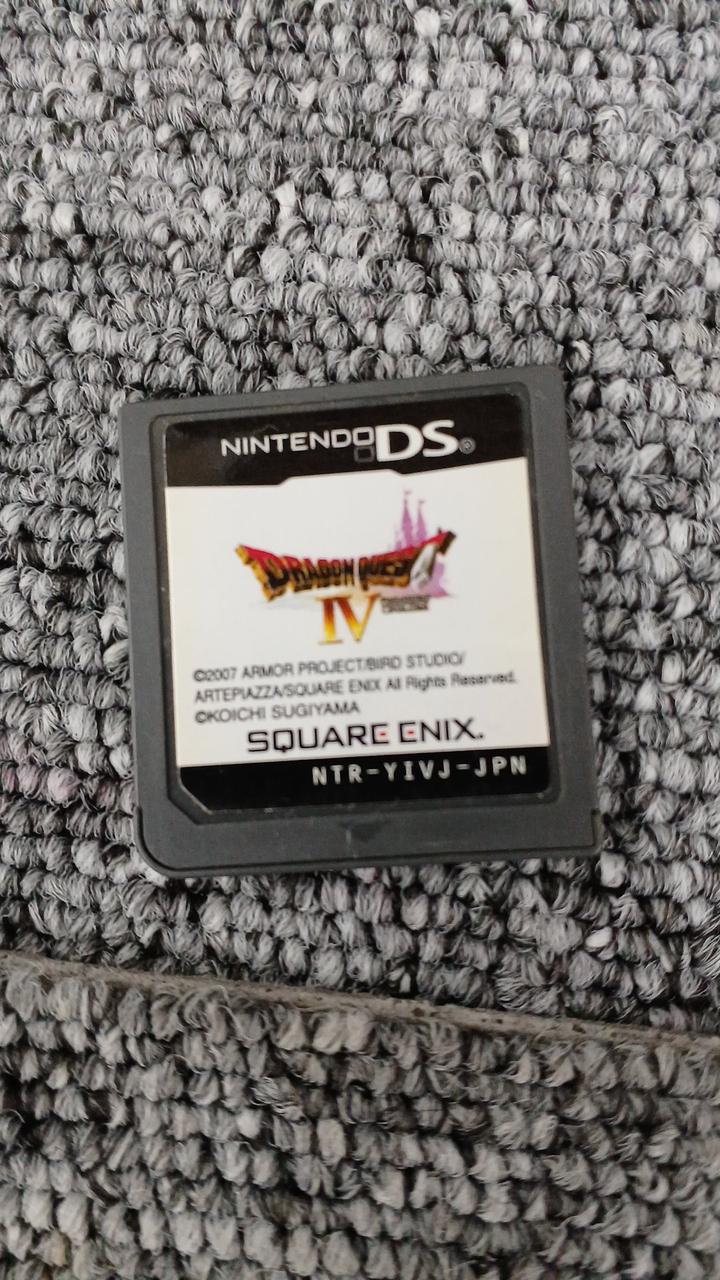 NINTENDO DS®
DRAGON QUEST
IV
©2007 ARMOR PROJECT/BIRD STUDIO/
ARTEPIAZZA/SQUARE ENIX All Rights Reserved.
©KOICHI SUGIYAMA
SQUARE ENIX.
NTR-YIVJ-JPN